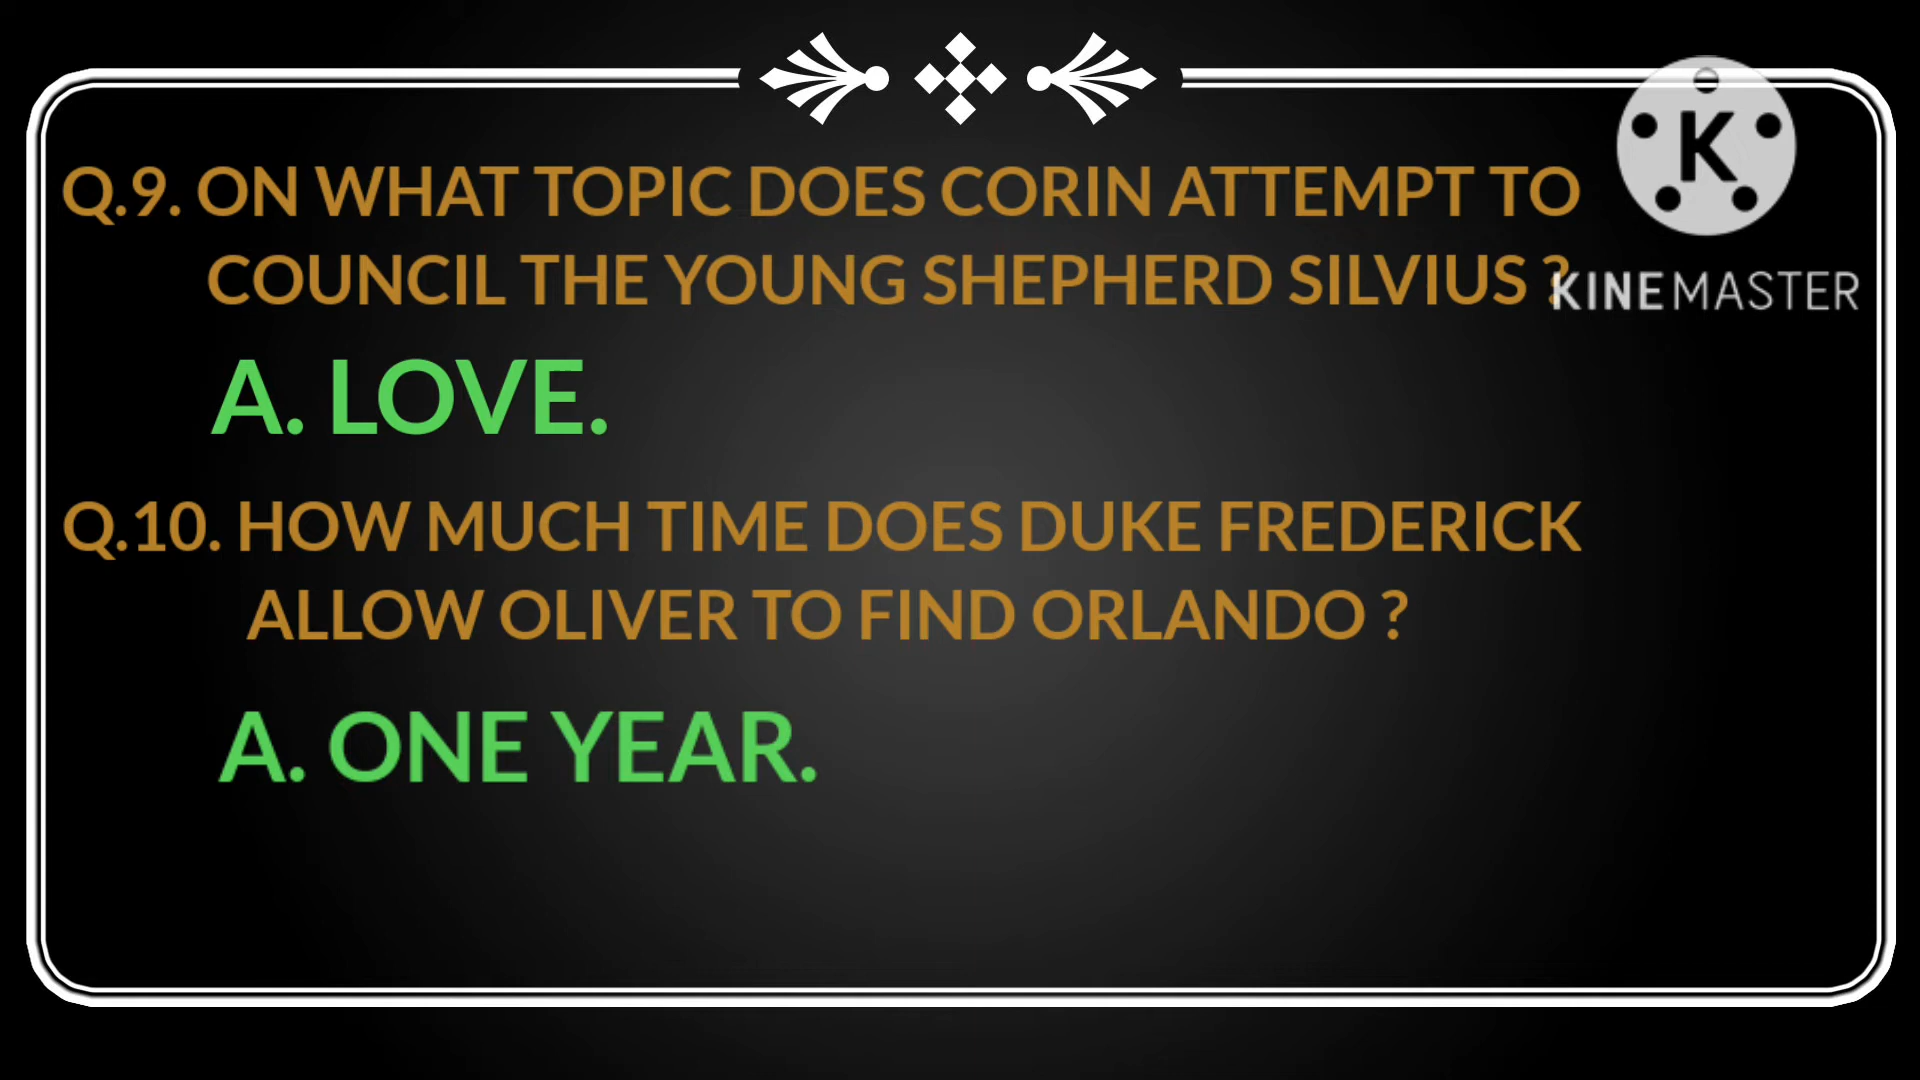 Q.9. ON WHAT TOPIC DOES CORIN ATTEMPT TO
COUNCIL THE YOUNG SHEPHERD SILVIUS ?
A. LOVE.
Q.10. HOW MUCH TIME DOES DUKE FREDERICK
ALLOW OLIVER TO FIND ORLANDO ?
A. ONE YEAR.
K
KINEMASTER